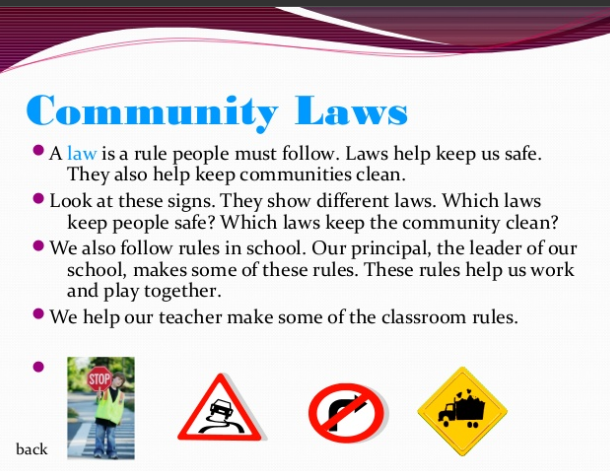 Community Laws
A law is a rule people must follow. Laws help keep us safe.
They also help keep communities clean.
Look at these signs. They show different laws. Which laws
keep people safe? Which laws keep the community clean?
We also follow rules in school. Our principal, the leader of our
school, makes some of these rules. These rules help us work
and play together.
We help our teacher make some of the classroom rules.
STOP
back